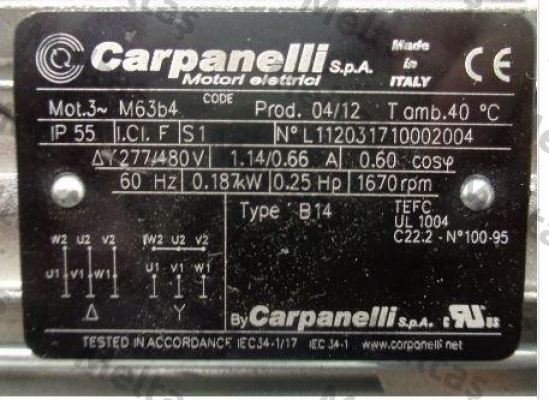 Carpanelli S.p.A.
Motori elettrici
Made in ITALY
CE
CODE
Mot.3~ M63b4 Prod. 04/12 T amb.40 °C
IP 55 I.Cl. F S1 N° L112031710002004
ΔY 277/480 V 1.14/0.66 A 0.60 cosφ
60 Hz 0.187kW 0.25 Hp 1670 rpm
Type B14
TEFC
UL 1004
C22.2 - N°100-95
W2 U2 V2 W2 U2 V2
U1 V1 W1 U1 V1 W1
Δ Y
By Carpanelli S.p.A. c RU us
TESTED IN ACCORDANCE IEC34-1/17 IEC 34-1 www.carpanelli.net
Meltcas